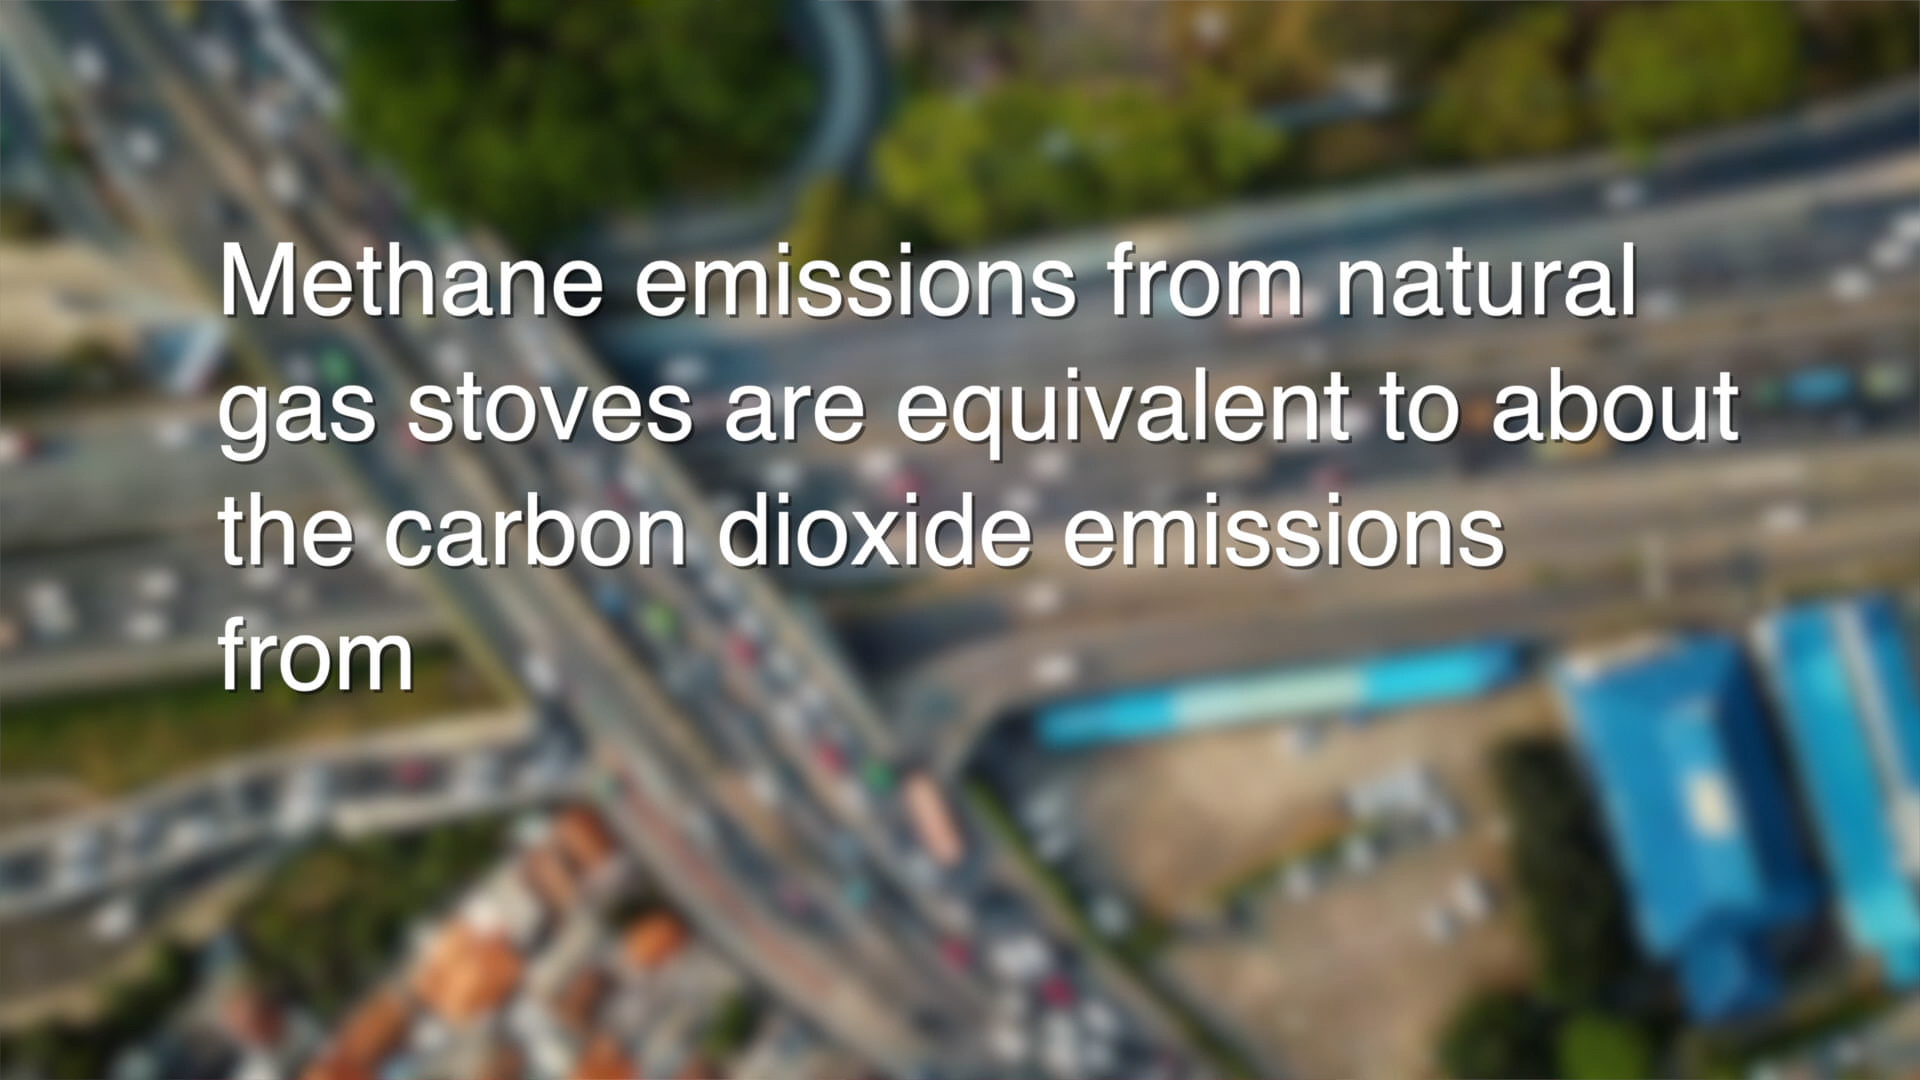 Methane emissions from natural
gas stoves are equivalent to about
the carbon dioxide emissions
from